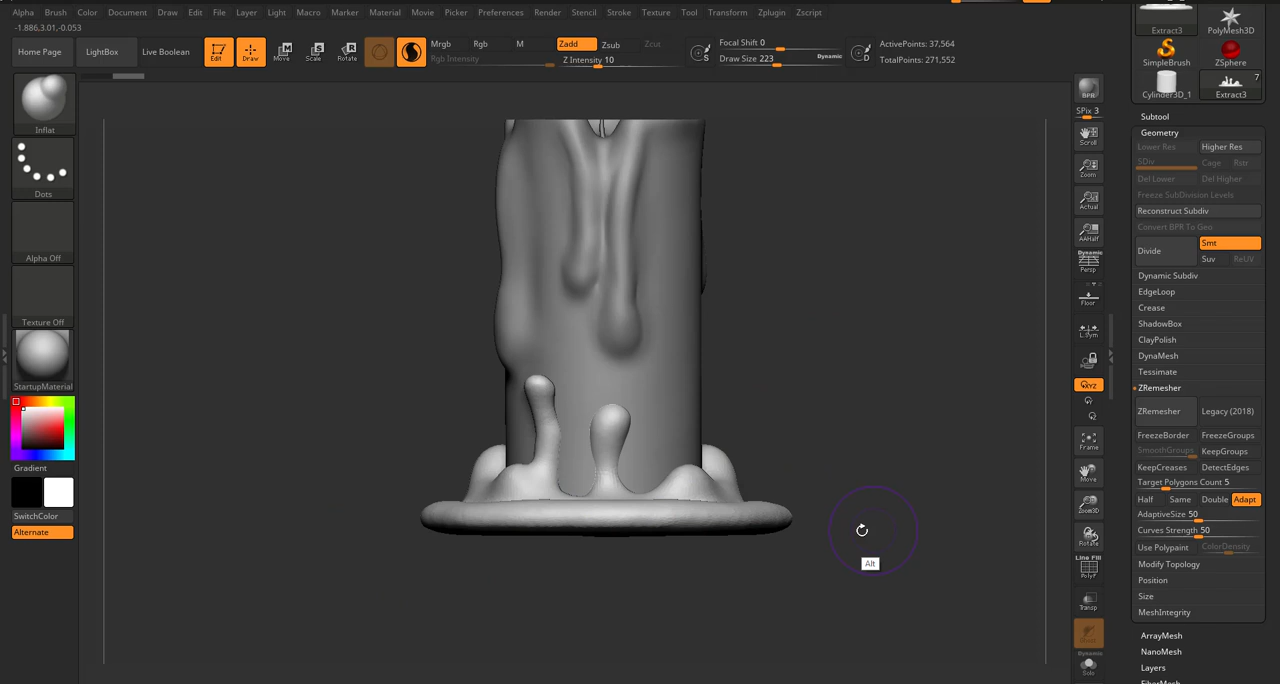 Alpha Brush Color Document Draw Edit File Layer Light Macro Marker Material Movie Picker Preferences Render Stencil Stroke Texture Tool Transform Zplugin Zscript
-1.886,3.01,-0.053
Home Page LightBox Live Boolean Edit Draw Move Scale Rotate
Mrgb Rgb M Zadd Zsub Zcut
Rgb Intensity Z Intensity 10
Focal Shift 0
Draw Size 223 Dynamic
ActivePoints: 37,564
TotalPoints: 271,552
S
D
Inflat
Dots
Alpha Off
Texture Off
StartupMaterial
Gradient
SwitchColor
Alternate
Alt
BPR
SPix 3
Scroll
Zoom
Actual
AAHalf
Dynamic
Persp
Floor
L.Sym
XYZ
Frame
Move
Zoom3D
Rotate
Line Fill
PolyF
Transp
Dynamic
Solo
Extract3 PolyMesh3D
SimpleBrush ZSphere
7
Cylinder3D_1 Extract3
Subtool
Geometry
Lower Res Higher Res
SDiv Cage Rstr
Del Lower Del Higher
Freeze SubDivision Levels
Reconstruct Subdiv
Convert BPR To Geo
Divide Smt
Suv ReUV
Dynamic Subdiv
EdgeLoop
Crease
ShadowBox
ClayPolish
DynaMesh
Tessimate
ZRemesher
ZRemesher Legacy (2018)
FreezeBorder FreezeGroups
SmoothGroups KeepGroups
KeepCreases DetectEdges
Target Polygons Count 5
Half Same Double Adapt
AdaptiveSize 50
Curves Strength 50
Use Polypaint ColorDensity
Modify Topology
Position
Size
MeshIntegrity
ArrayMesh
NanoMesh
Layers
FiberMesh